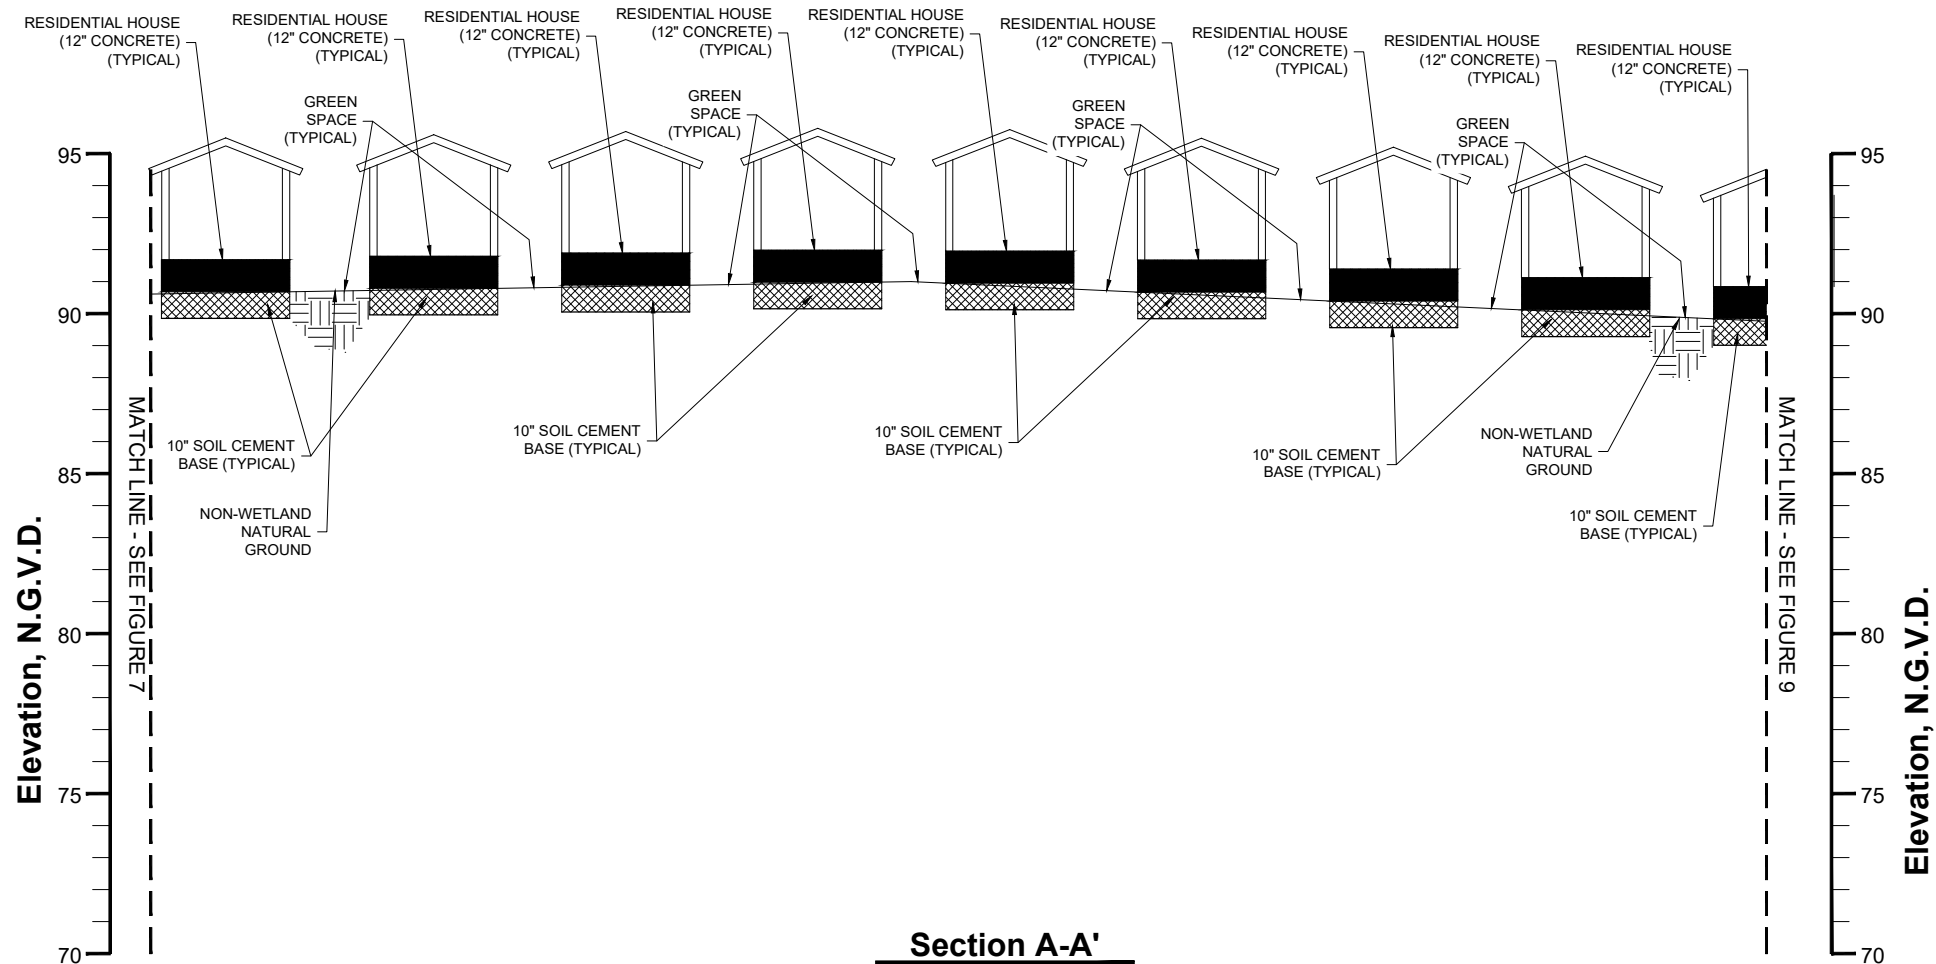 RESIDENTIAL HOUSE
(12" CONCRETE)
(TYPICAL)
RESIDENTIAL HOUSE
(12" CONCRETE)
(TYPICAL)
RESIDENTIAL HOUSE
(12" CONCRETE)
(TYPICAL)
RESIDENTIAL HOUSE
(12" CONCRETE)
(TYPICAL)
RESIDENTIAL HOUSE
(12" CONCRETE)
(TYPICAL)
RESIDENTIAL HOUSE
(12" CONCRETE)
(TYPICAL)
RESIDENTIAL HOUSE
(12" CONCRETE)
(TYPICAL)
RESIDENTIAL HOUSE
(12" CONCRETE)
(TYPICAL)
RESIDENTIAL HOUSE
(12" CONCRETE)
(TYPICAL)
GREEN
SPACE
(TYPICAL)
GREEN
SPACE
(TYPICAL)
GREEN
SPACE
(TYPICAL)
GREEN
SPACE
(TYPICAL)
95
90
85
80
75
70
Elevation, N.G.V.D.
MATCH LINE - SEE FIGURE 7
10" SOIL CEMENT
BASE (TYPICAL)
NON-WETLAND
NATURAL
GROUND
10" SOIL CEMENT
BASE (TYPICAL)
10" SOIL CEMENT
BASE (TYPICAL)
10" SOIL CEMENT
BASE (TYPICAL)
NON-WETLAND
NATURAL
GROUND
10" SOIL CEMENT
BASE (TYPICAL)
MATCH LINE - SEE FIGURE 9
95
90
85
80
75
70
Elevation, N.G.V.D.
Section A-A'